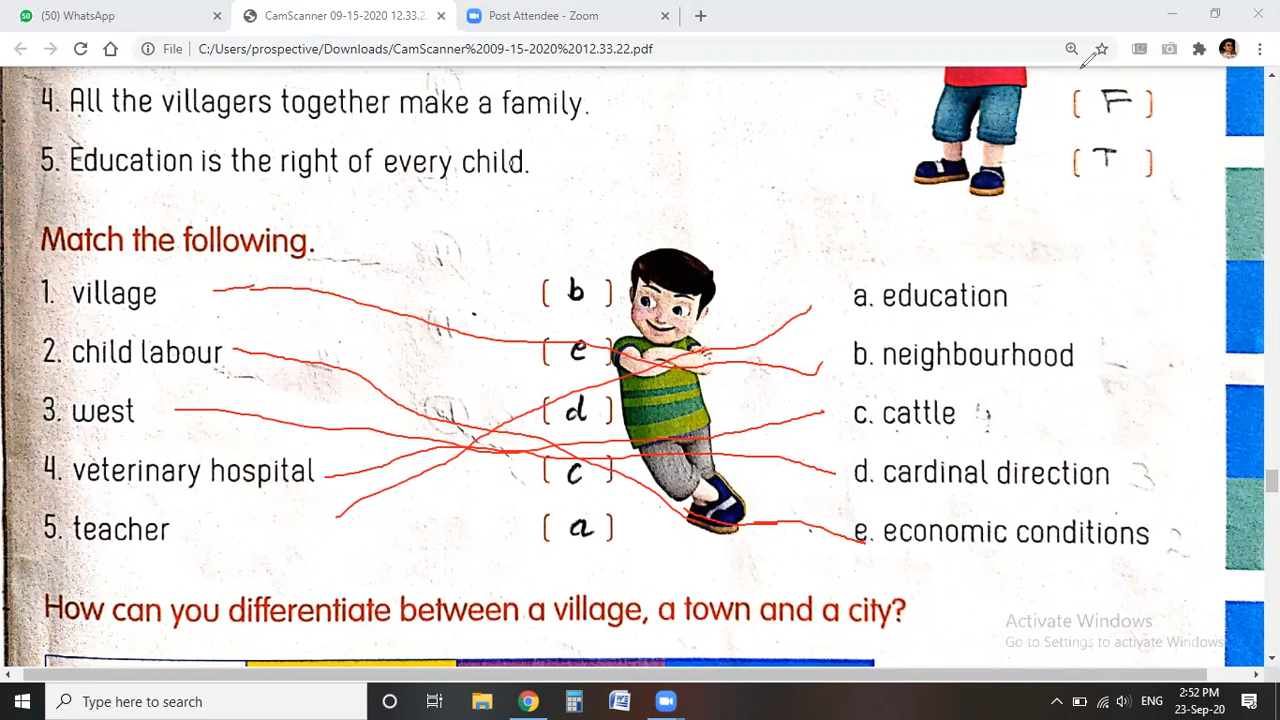 (50) WhatsApp
CamScanner 09-15-2020 12.33.2
Post Attendee - Zoom
File
C:/Users/prospective/Downloads/CamScanner%2009-15-2020%2012.33.22.pdf
4. All the villagers together make a family. [ F ]
5. Education is the right of every child. [ T ]
Match the following.
1. village [ b ] a. education
2. child labour [ e ] b. neighbourhood
3. west [ d ] c. cattle
4. veterinary hospital [ c ] d. cardinal direction
5. teacher [ a ] e. economic conditions
How can you differentiate between a village, a town and a city?
Activate Windows
Go to Settings to activate Windows
Type here to search
ENG
2:52 PM
23-Sep-20